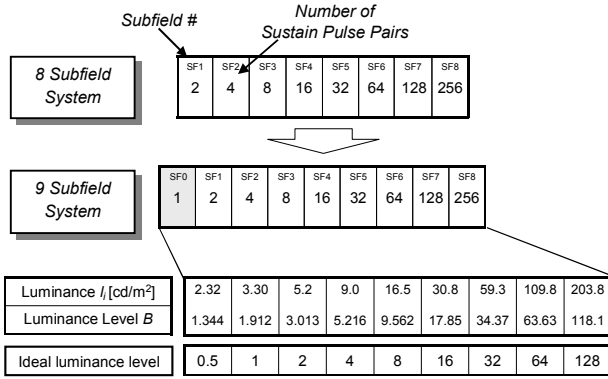 Subfield #
Number of
Sustain Pulse Pairs
8 Subfield
System
SF1 SF2 SF3 SF4 SF5 SF6 SF7 SF8
2 4 8 16 32 64 128 256
9 Subfield
System
SF0 SF1 SF2 SF3 SF4 SF5 SF6 SF7 SF8
1 2 4 8 16 32 64 128 256
Luminance Ii [cd/m²] 2.32 3.30 5.2 9.0 16.5 30.8 59.3 109.8 203.8
Luminance Level B 1.344 1.912 3.013 5.216 9.562 17.85 34.37 63.63 118.1
Ideal luminance level 0.5 1 2 4 8 16 32 64 128